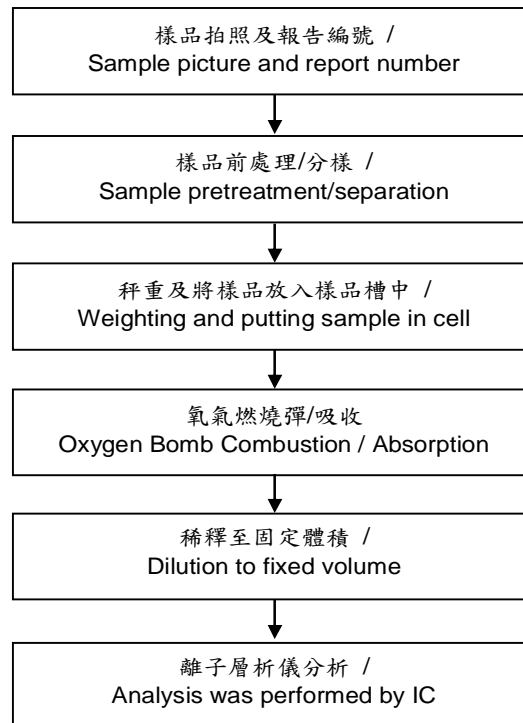 樣品拍照及報告編號 /
Sample picture and report number
樣品前處理/分樣 /
Sample pretreatment/separation
秤重及將樣品放入樣品槽中 /
Weighting and putting sample in cell
氧氣燃燒彈/吸收
Oxygen Bomb Combustion / Absorption
稀釋至固定體積 /
Dilution to fixed volume
離子層析儀分析 /
Analysis was performed by IC